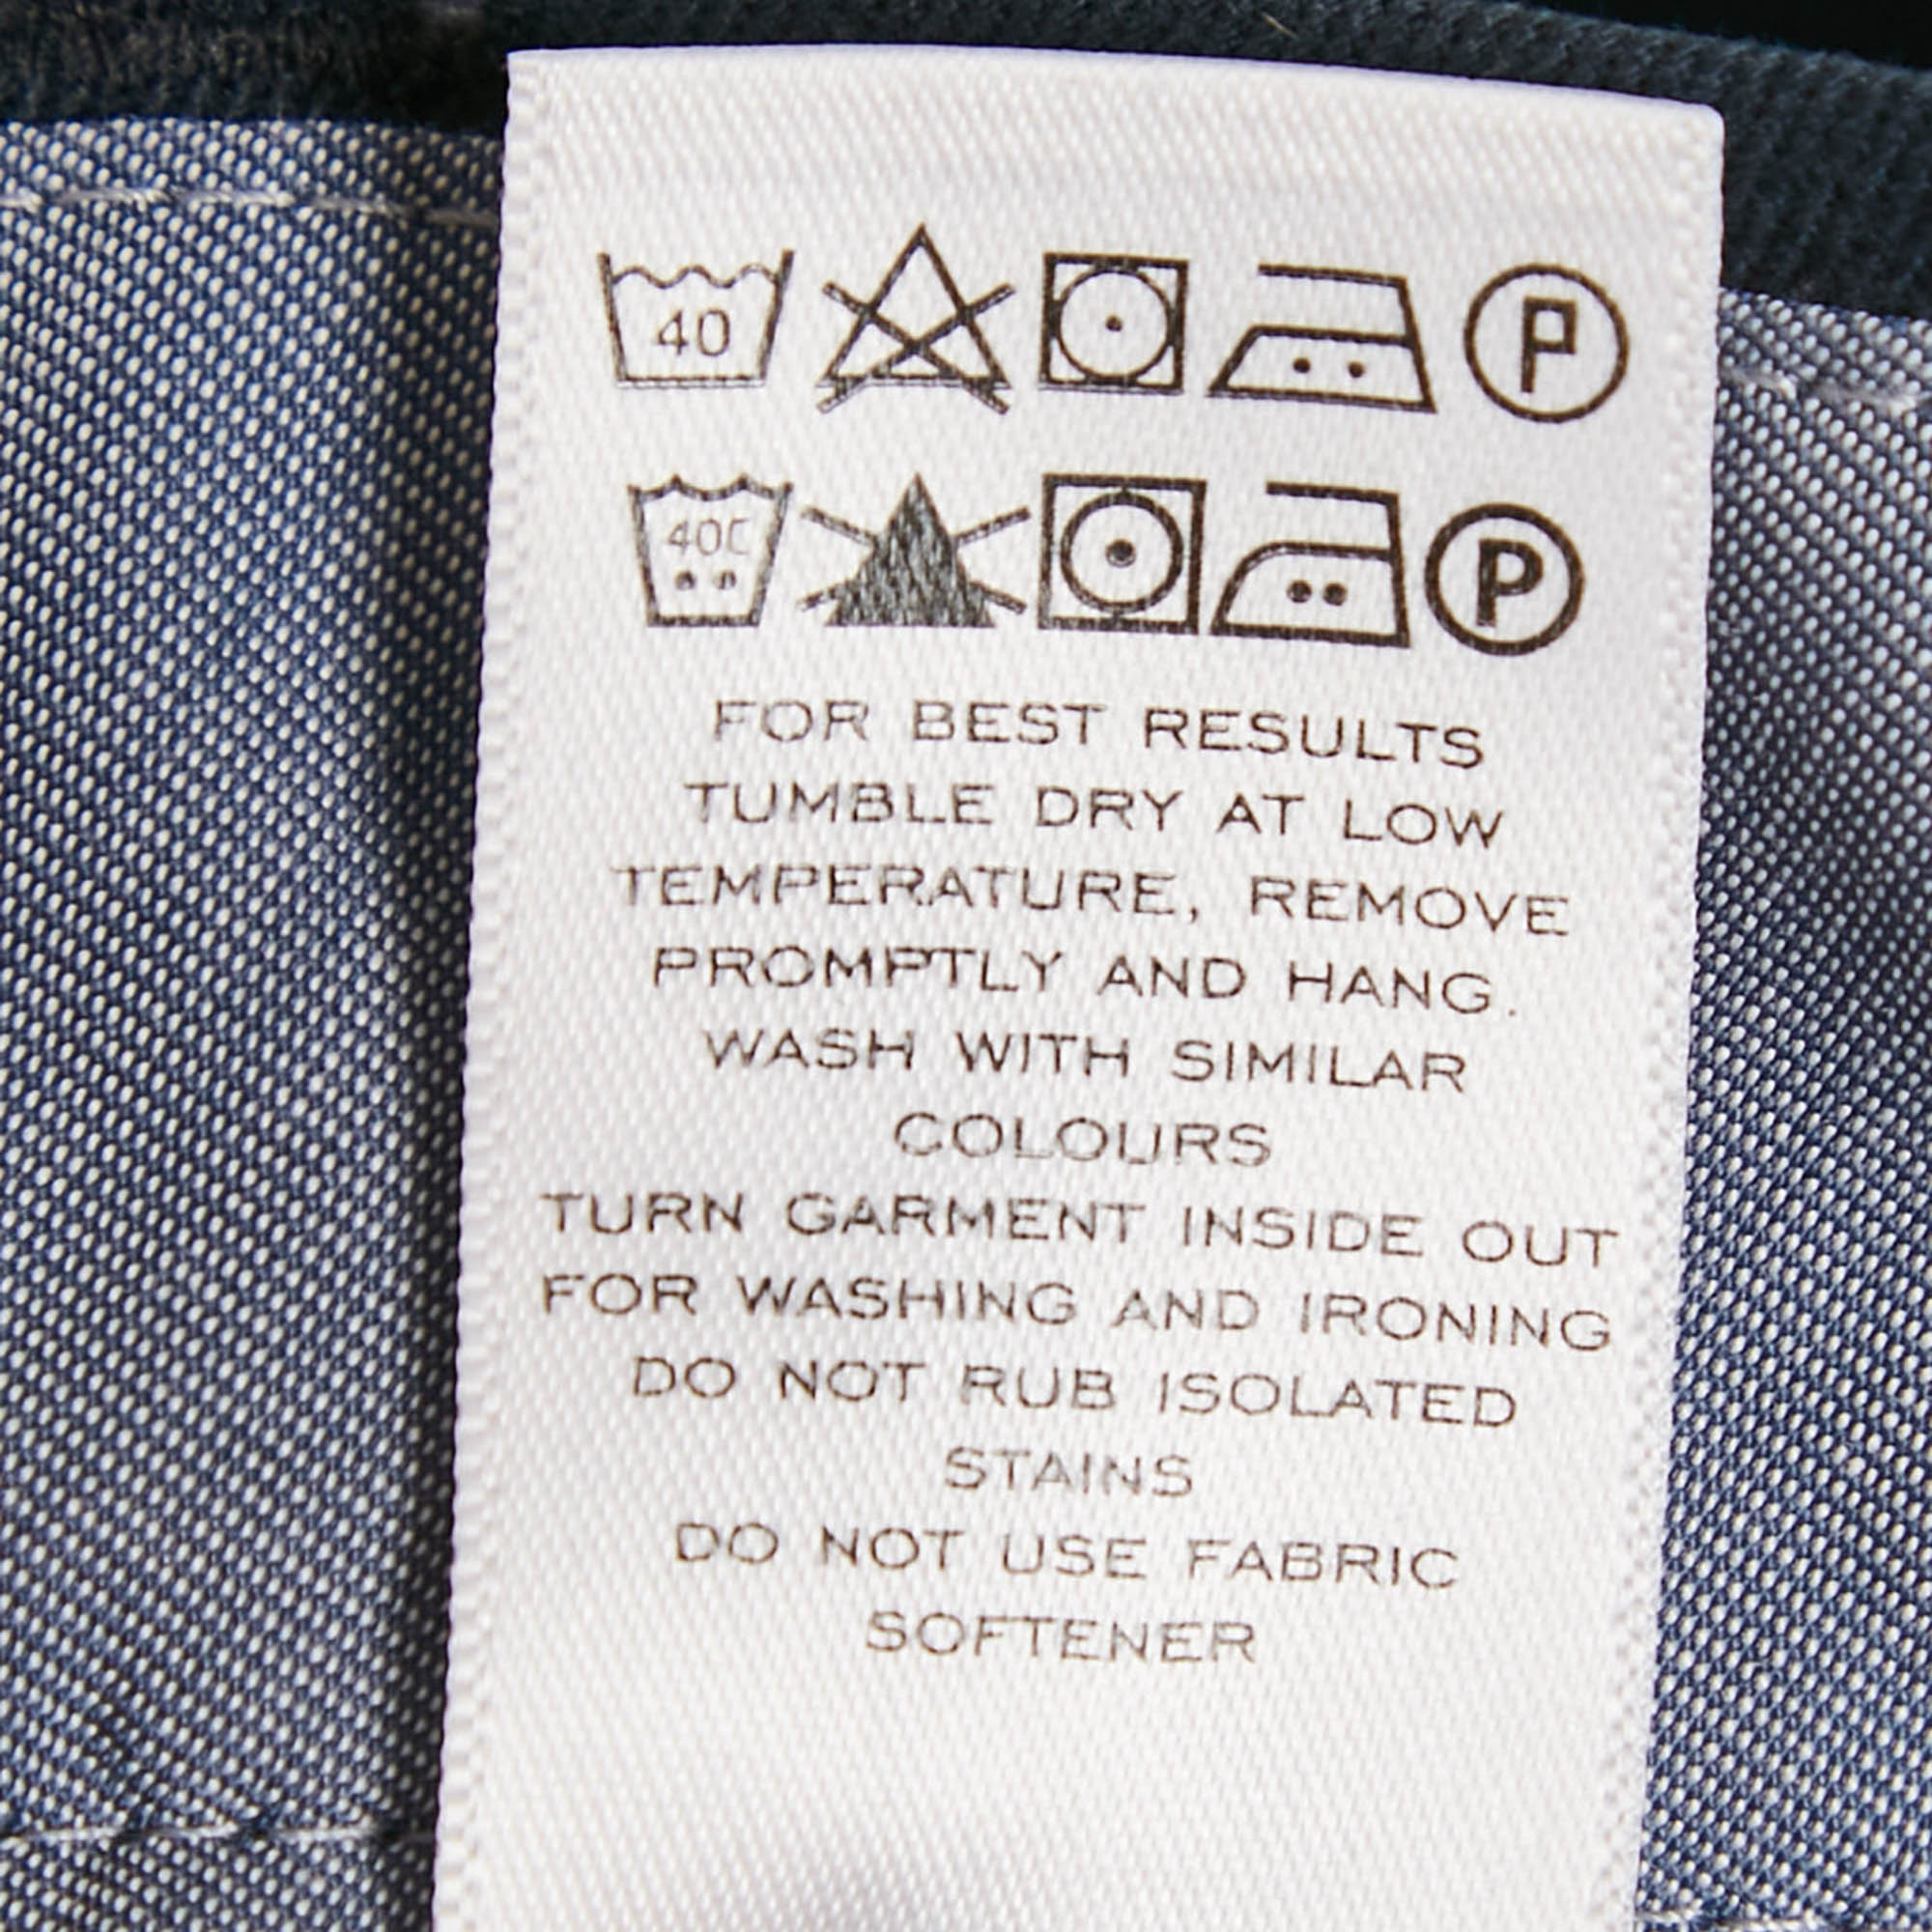 40 P
40C P
FOR BEST RESULTS
TUMBLE DRY AT LOW
TEMPERATURE, REMOVE
PROMPTLY AND HANG.
WASH WITH SIMILAR
COLOURS
TURN GARMENT INSIDE OUT
FOR WASHING AND IRONING
DO NOT RUB ISOLATED
STAINS
DO NOT USE FABRIC
SOFTENER